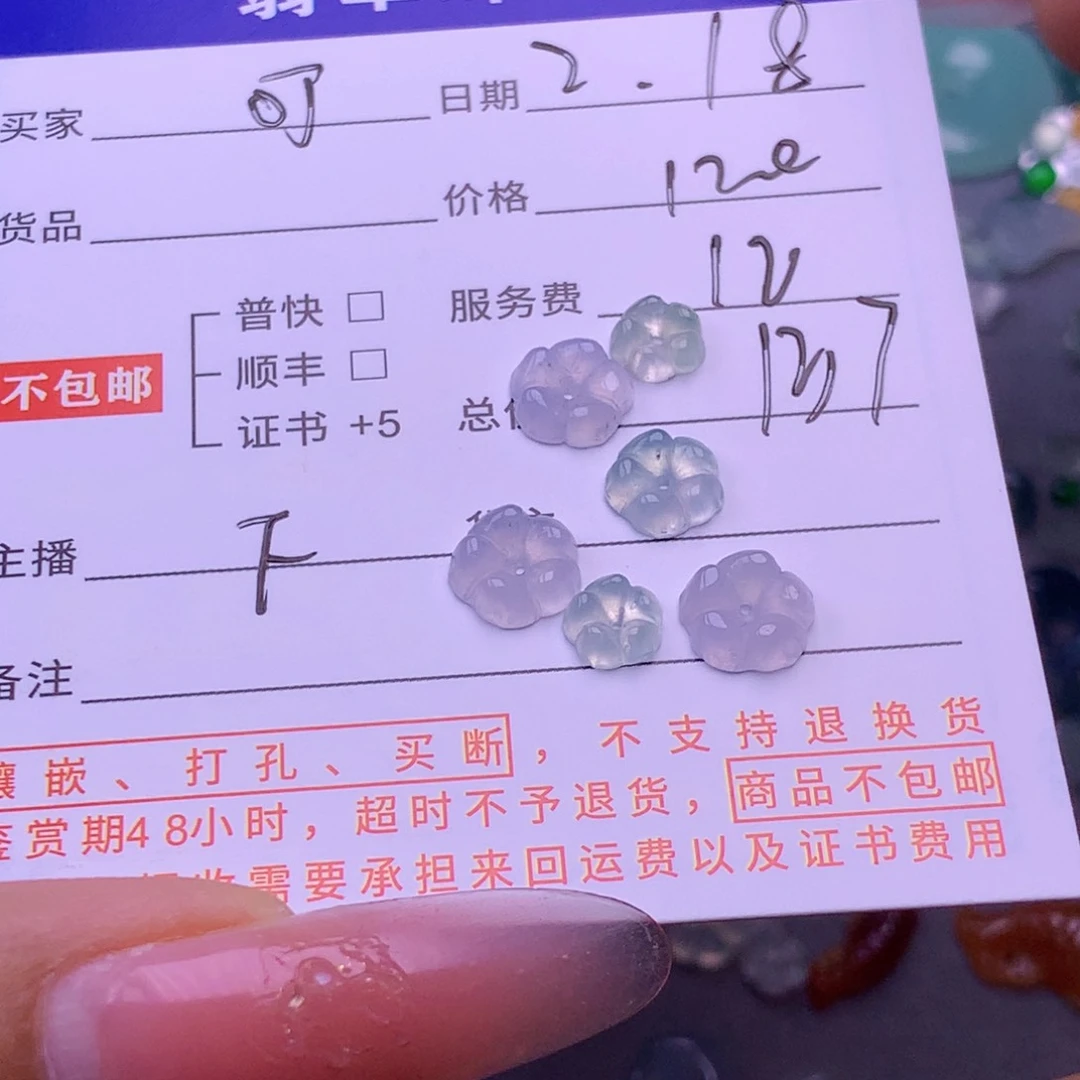 买家 可 日期 2.18
货品 价格 120
普快 □ 服务费 12
不包邮 顺丰 □
证书 +5 总 137
主播 下
备注
镶嵌、打孔、买断，不支持退换货
鉴赏期48小时，超时不予退货，商品不包邮
需要承担来回运费以及证书费用